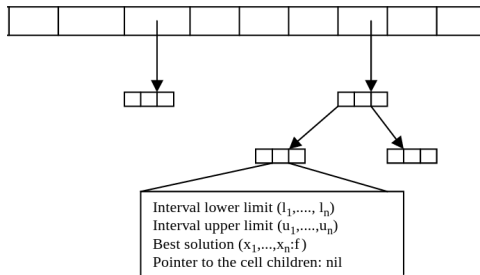 Interval lower limit (l1,...., ln)
Interval upper limit (u1,....,un)
Best solution (x1,...,xn:f)
Pointer to the cell children: nil